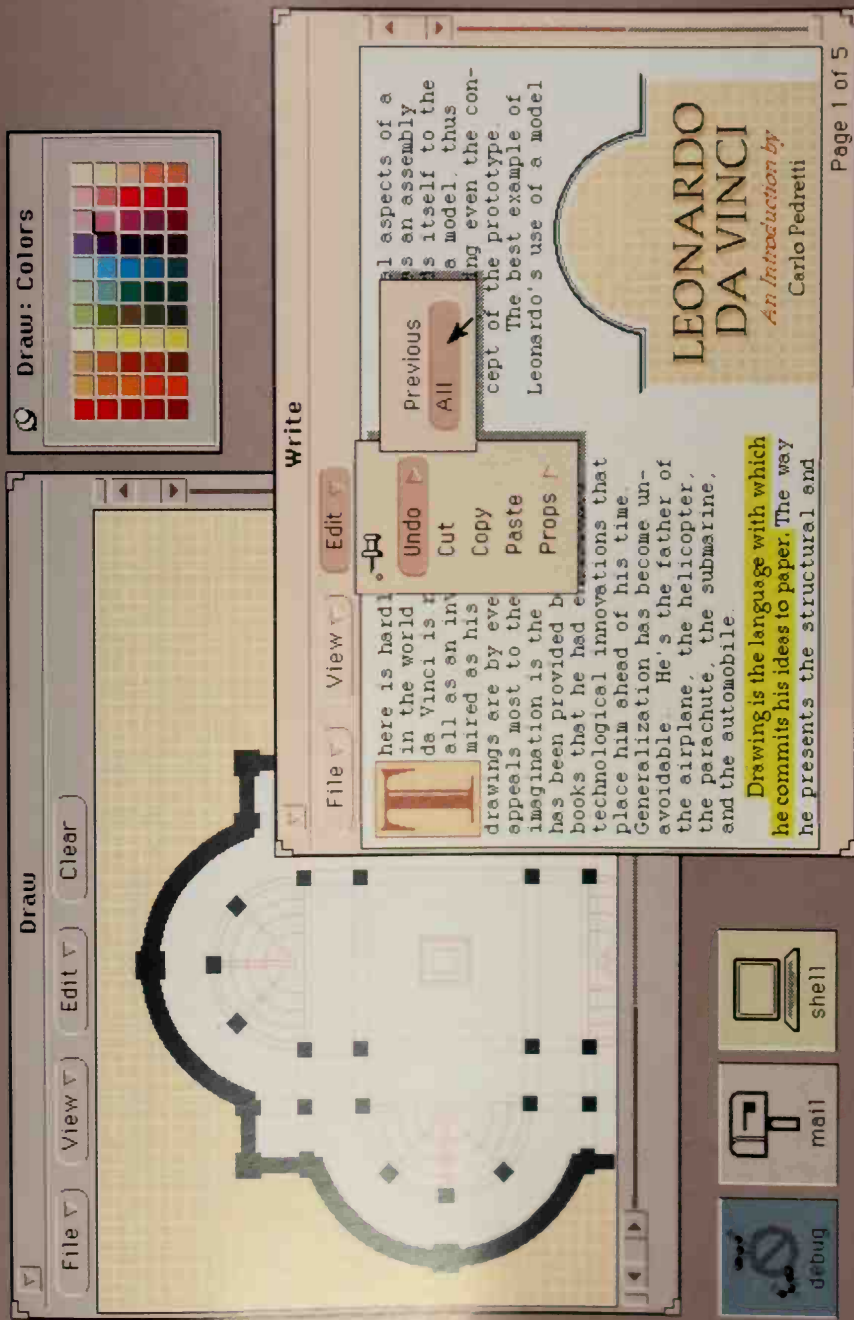 Draw
File View Edit Clear
Draw: Colors
Write
File View Edit
Undo
Cut
Copy
Paste
Props
Previous
All
T
here is hardl
in the world
da Vinci is
all as an inv
mired as his
drawings are by eve
appeals most to the
imagination is the
has been provided b
books that he had e
technological innovations that
place him ahead of his time.
Generalization has become un-
avoidable. He's the father of
the airplane, the helicopter,
the parachute, the submarine,
and the automobile.
Drawing is the language with which
he commits his ideas to paper. The way
he presents the structural and
al aspects of a
s an assembly
s itself to the
a model, thus
ng even the con-
cept of the prototype.
The best example of
Leonardo's use of a model
LEONARDO
DA VINCI
An Introduction by
Carlo Pedretti
Page 1 of 5
debug
mail
shell